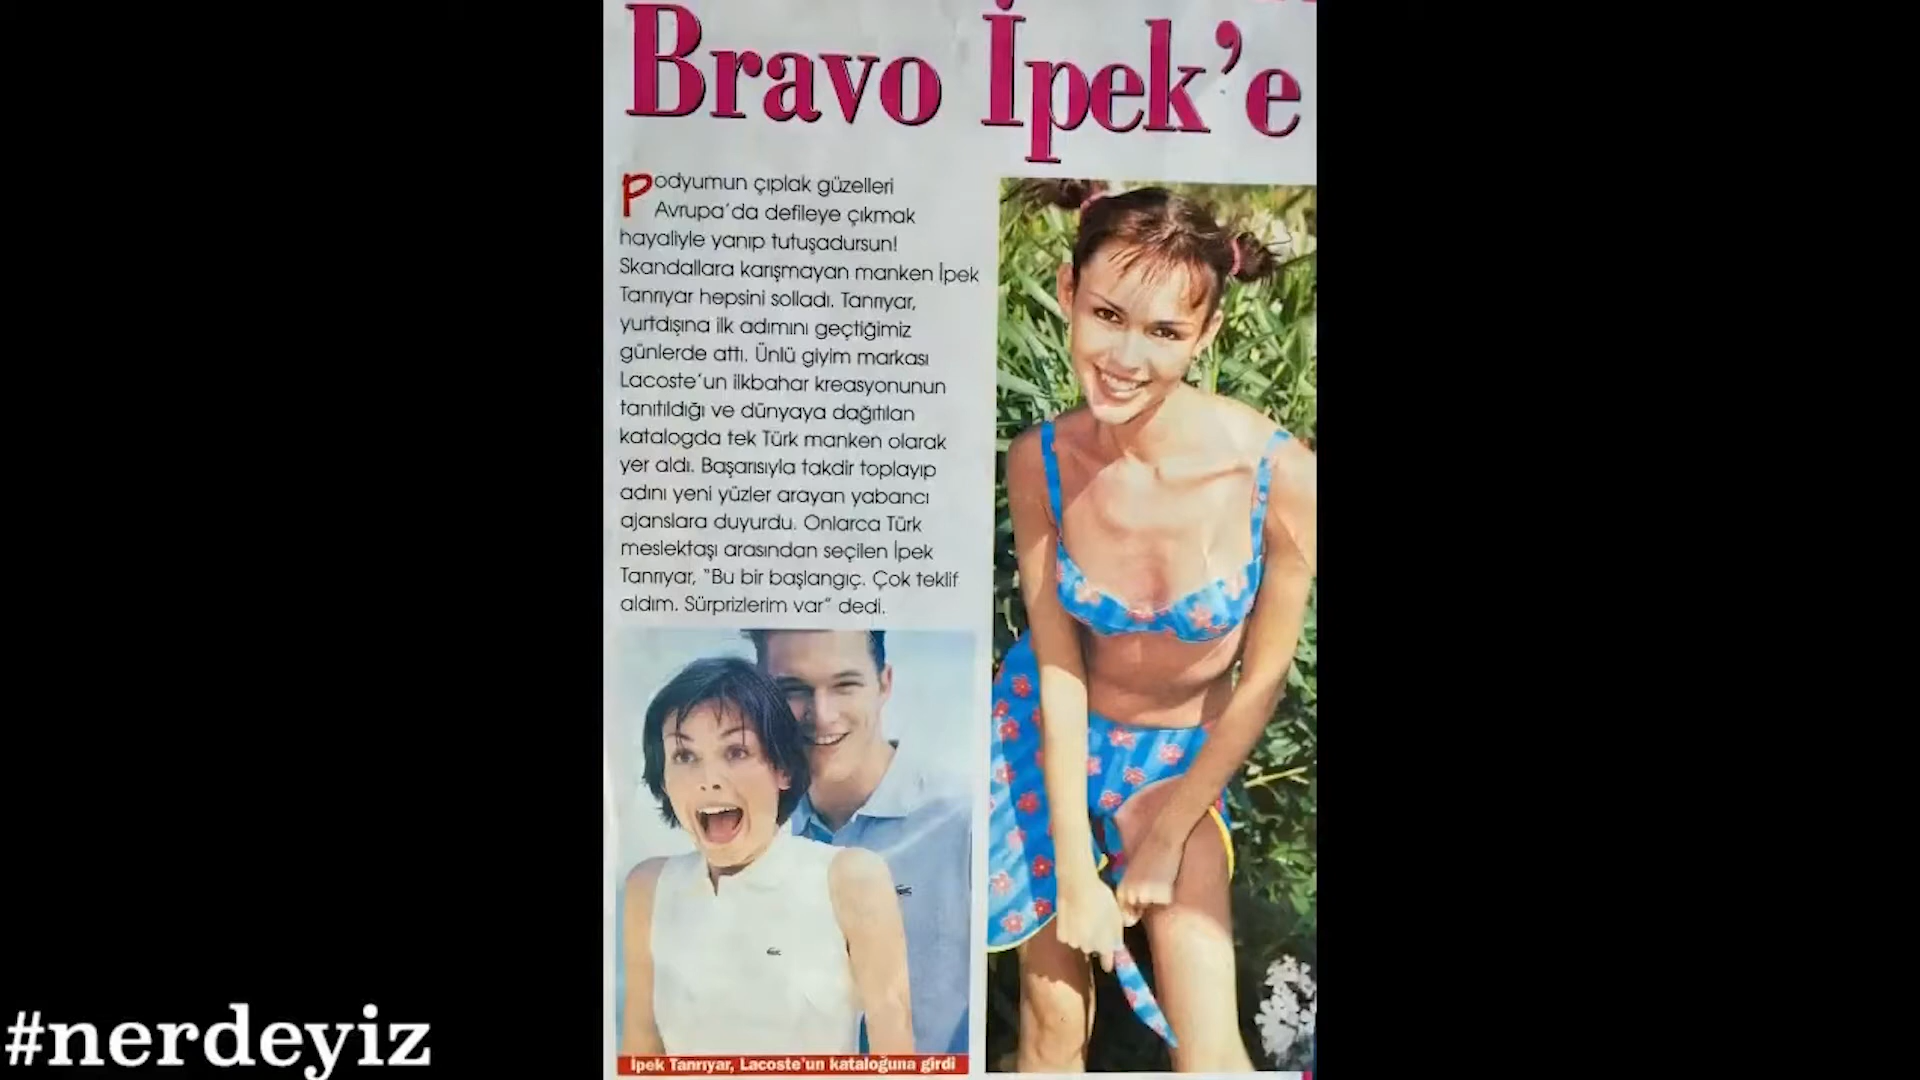 Bravo İpek'e
Podyumun çıplak güzelleri
Avrupa'da defileye çıkmak
hayaliyle yanıp tutuşadursun!
Skandallara karışmayan manken İpek
Tanrıyar hepsini solladı. Tanrıyar,
yurtdışına ilk adımını geçtiğimiz
günlerde attı. Ünlü giyim markası
Lacoste'un ilkbahar kreasyonunun
tanıtıldığı ve dünyaya dağıtılan
katalogda tek Türk manken olarak
yer aldı. Başarısıyla takdir toplayıp
adını yeni yüzler arayan yabancı
ajanslara duyurdu. Onlarca Türk
meslektaşı arasından seçilen İpek
Tanrıyar, "Bu bir başlangıç. Çok teklif
aldım. Sürprizlerim var" dedi.
İpek Tanrıyar, Lacoste'un kataloğuna girdi
#nerdeyiz